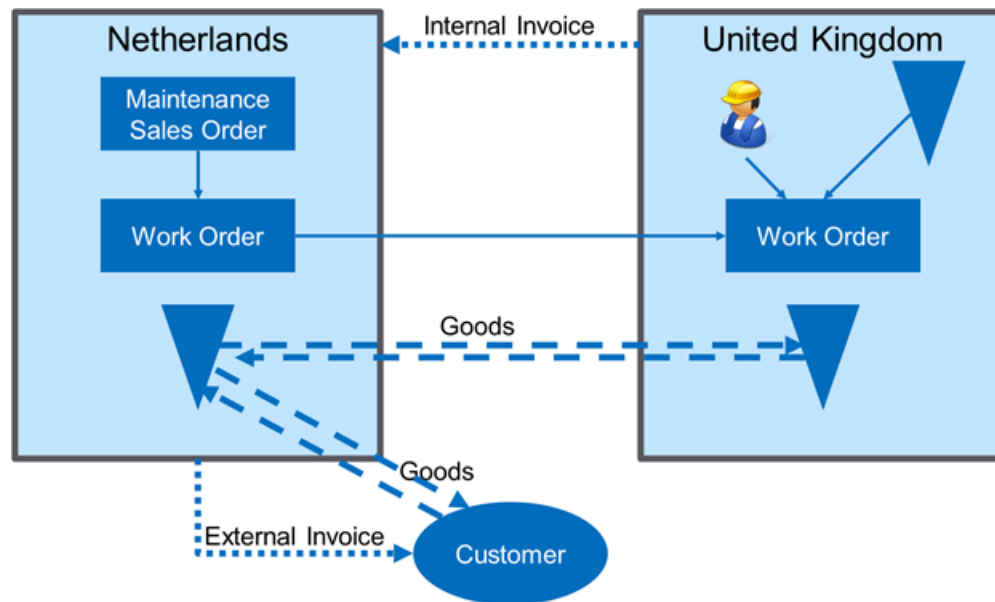 Netherlands
Internal Invoice
United Kingdom
Maintenance
Sales Order
Work Order
Work Order
Goods
Goods
External Invoice
Customer